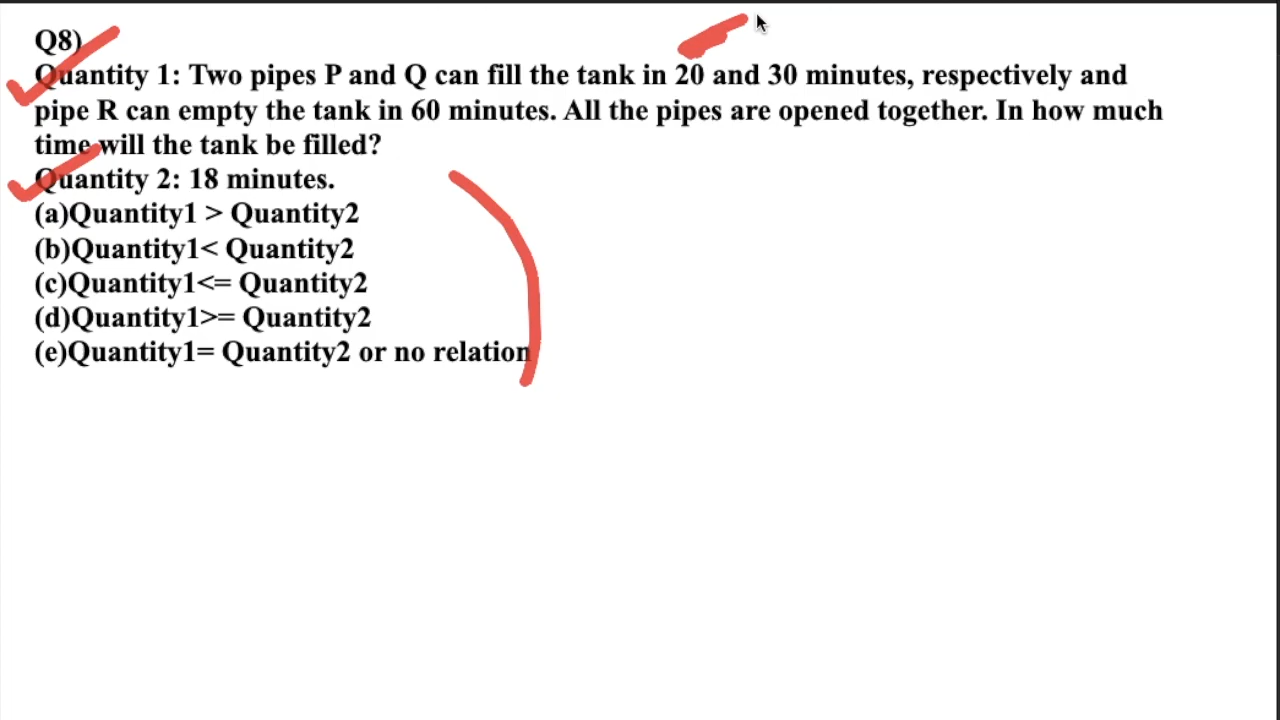 Q8)
Quantity 1: Two pipes P and Q can fill the tank in 20 and 30 minutes, respectively and
pipe R can empty the tank in 60 minutes. All the pipes are opened together. In how much
time will the tank be filled?
Quantity 2: 18 minutes.
(a)Quantity1 > Quantity2
(b)Quantity1< Quantity2
(c)Quantity1<= Quantity2
(d)Quantity1>= Quantity2
(e)Quantity1= Quantity2 or no relation